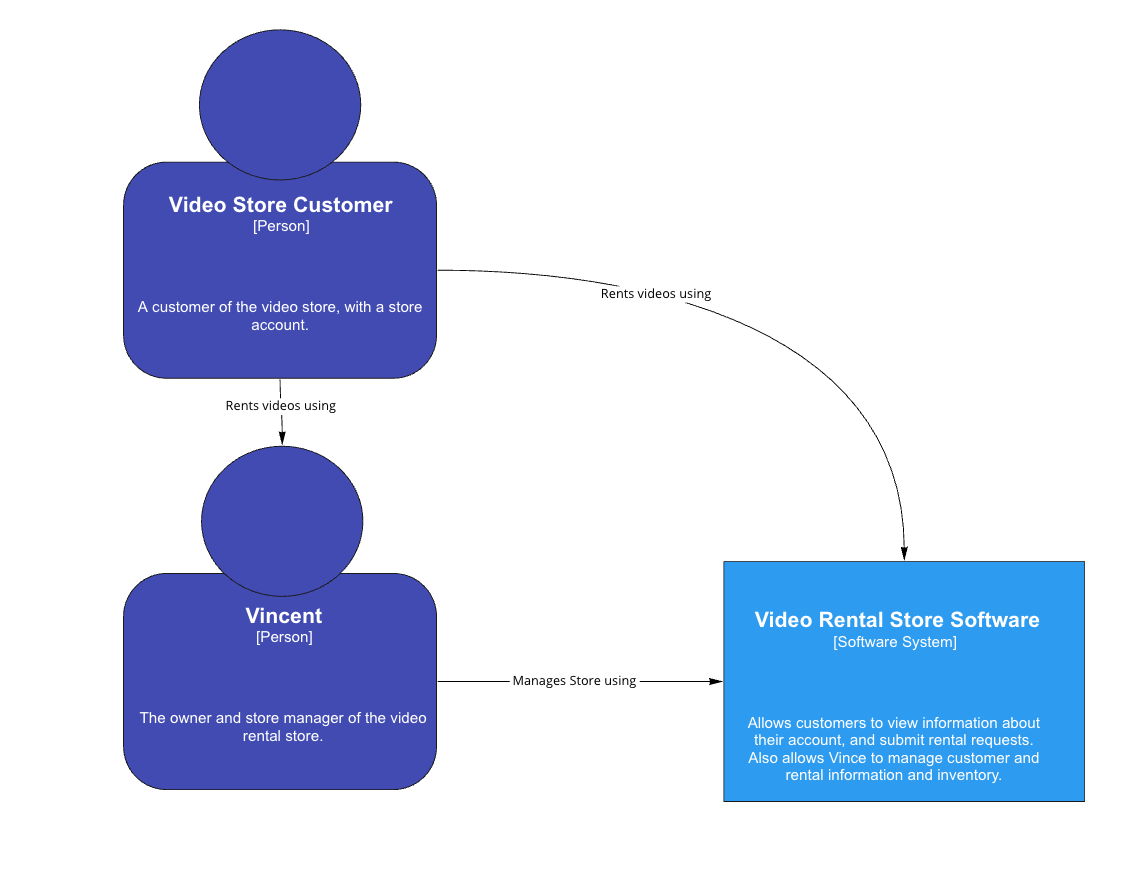 Video Store Customer
[Person]
A customer of the video store, with a store
account.
Rents videos using
Rents videos using
Vincent
[Person]
The owner and store manager of the video
rental store.
Manages Store using
Video Rental Store Software
[Software System]
Allows customers to view information about
their account, and submit rental requests.
Also allows Vince to manage customer and
rental information and inventory.